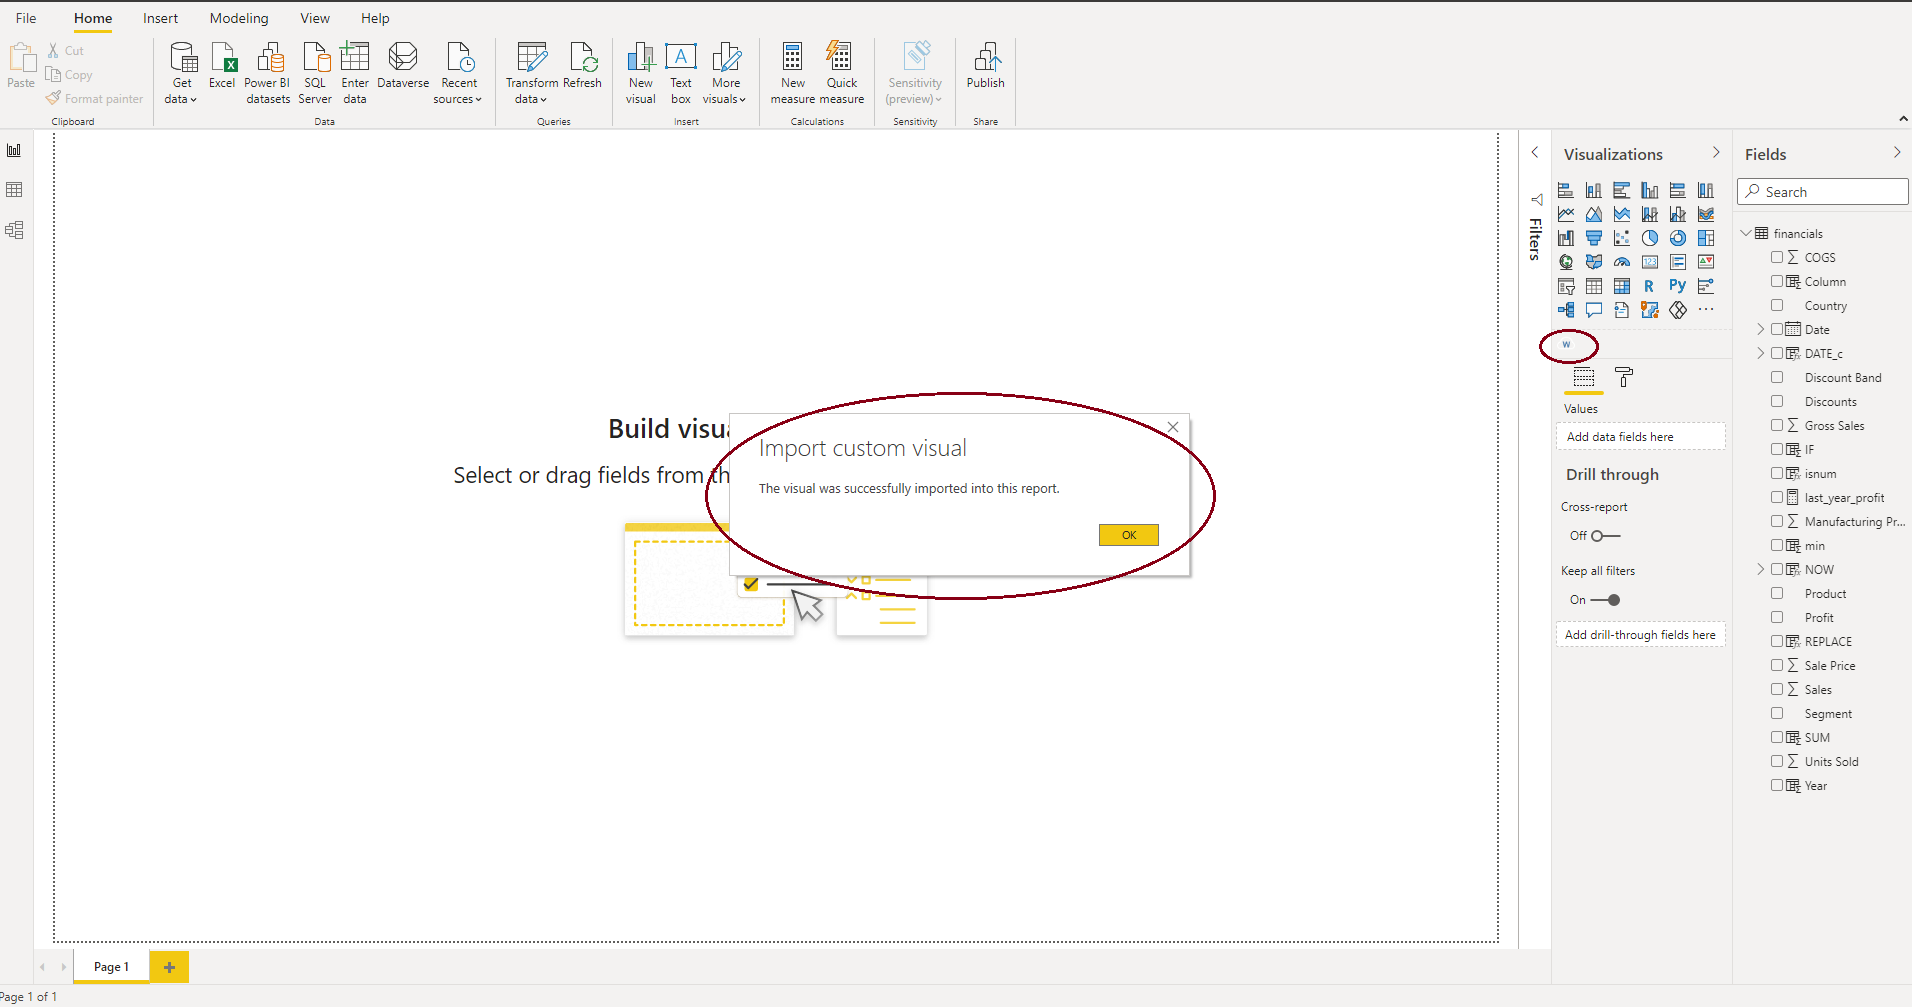 File Home Insert Modeling View Help
Paste
Cut
Copy
Format painter
Clipboard
Get
data
Excel
Power BI
datasets
SQL
Server
Enter
data
Dataverse
Recent
sources
Data
Transform
data
Refresh
Queries
New
visual
Text
box
More
visuals
Insert
New
measure
Quick
measure
Calculations
Sensitivity
(preview)
Sensitivity
Publish
Share
Build visua
Select or drag fields from th
Import custom visual
The visual was successfully imported into this report.
OK
Filters
Visualizations
123
R
Py
W
Values
Add data fields here
Drill through
Cross-report
Off
Keep all filters
On
Add drill-through fields here
Fields
Search
financials
COGS
Column
Country
Date
DATE_c
Discount Band
Discounts
Gross Sales
IF
isnum
last_year_profit
Manufacturing Pr...
min
NOW
Product
Profit
REPLACE
Sale Price
Sales
Segment
SUM
Units Sold
Year
Page 1
Page 1 of 1